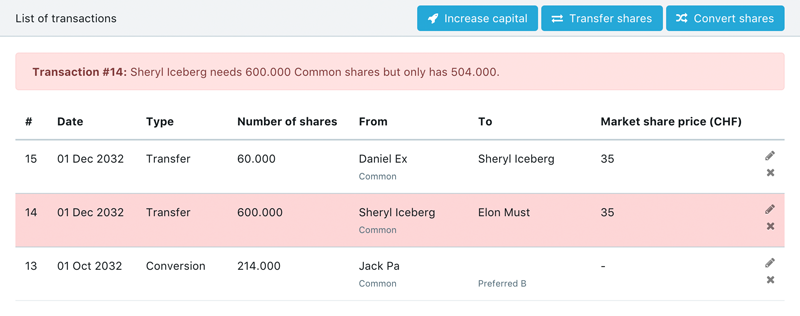 List of transactions
Increase capital
Transfer shares
Convert shares
Transaction #14: Sheryl Iceberg needs 600.000 Common shares but only has 504.000.
# Date Type Number of shares From To Market share price (CHF)
15 01 Dec 2032 Transfer 60.000 Daniel Ex Sheryl Iceberg 35
Common
14 01 Dec 2032 Transfer 600.000 Sheryl Iceberg Elon Must 35
Common
13 01 Oct 2032 Conversion 214.000 Jack Pa -
Common Preferred B